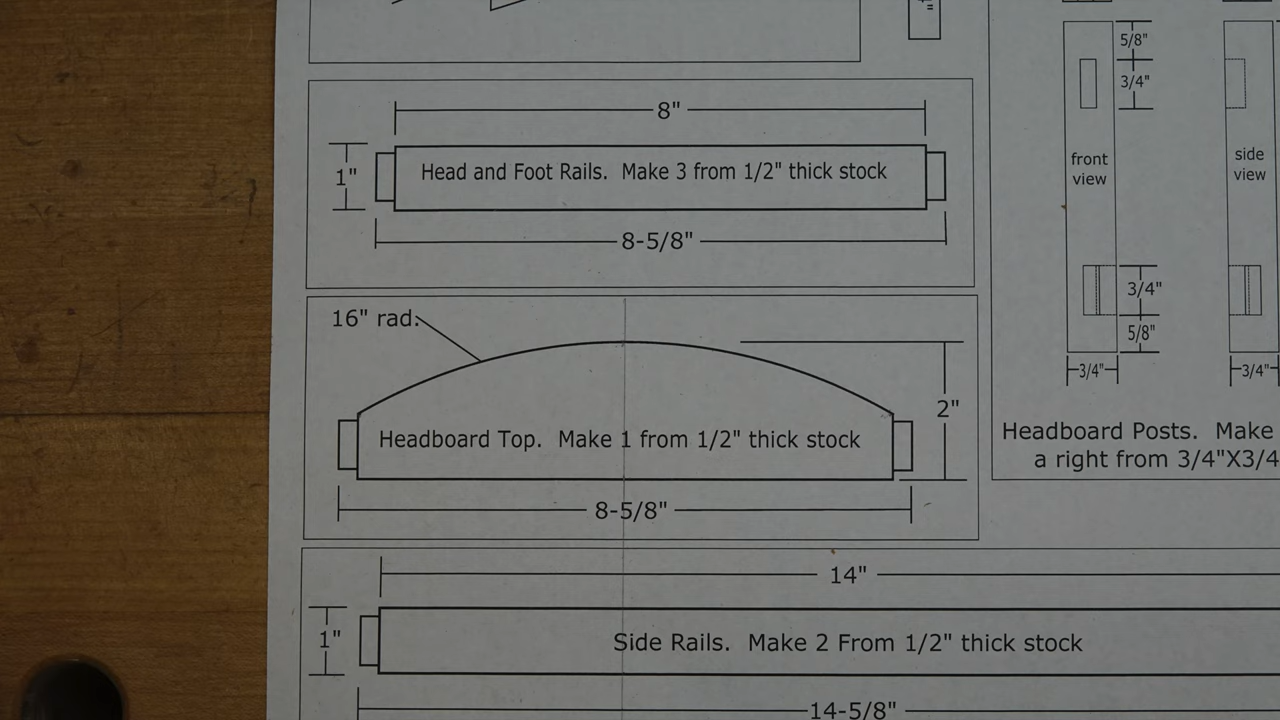 8"
1"
Head and Foot Rails. Make 3 from 1/2" thick stock
8-5/8"
16" rad.
2"
Headboard Top. Make 1 from 1/2" thick stock
8-5/8"
14"
1"
Side Rails. Make 2 From 1/2" thick stock
14-5/8"
5/8"
3/4"
front
view
side
view
3/4"
5/8"
3/4"
3/4"
Headboard Posts. Make
a right from 3/4"X3/4